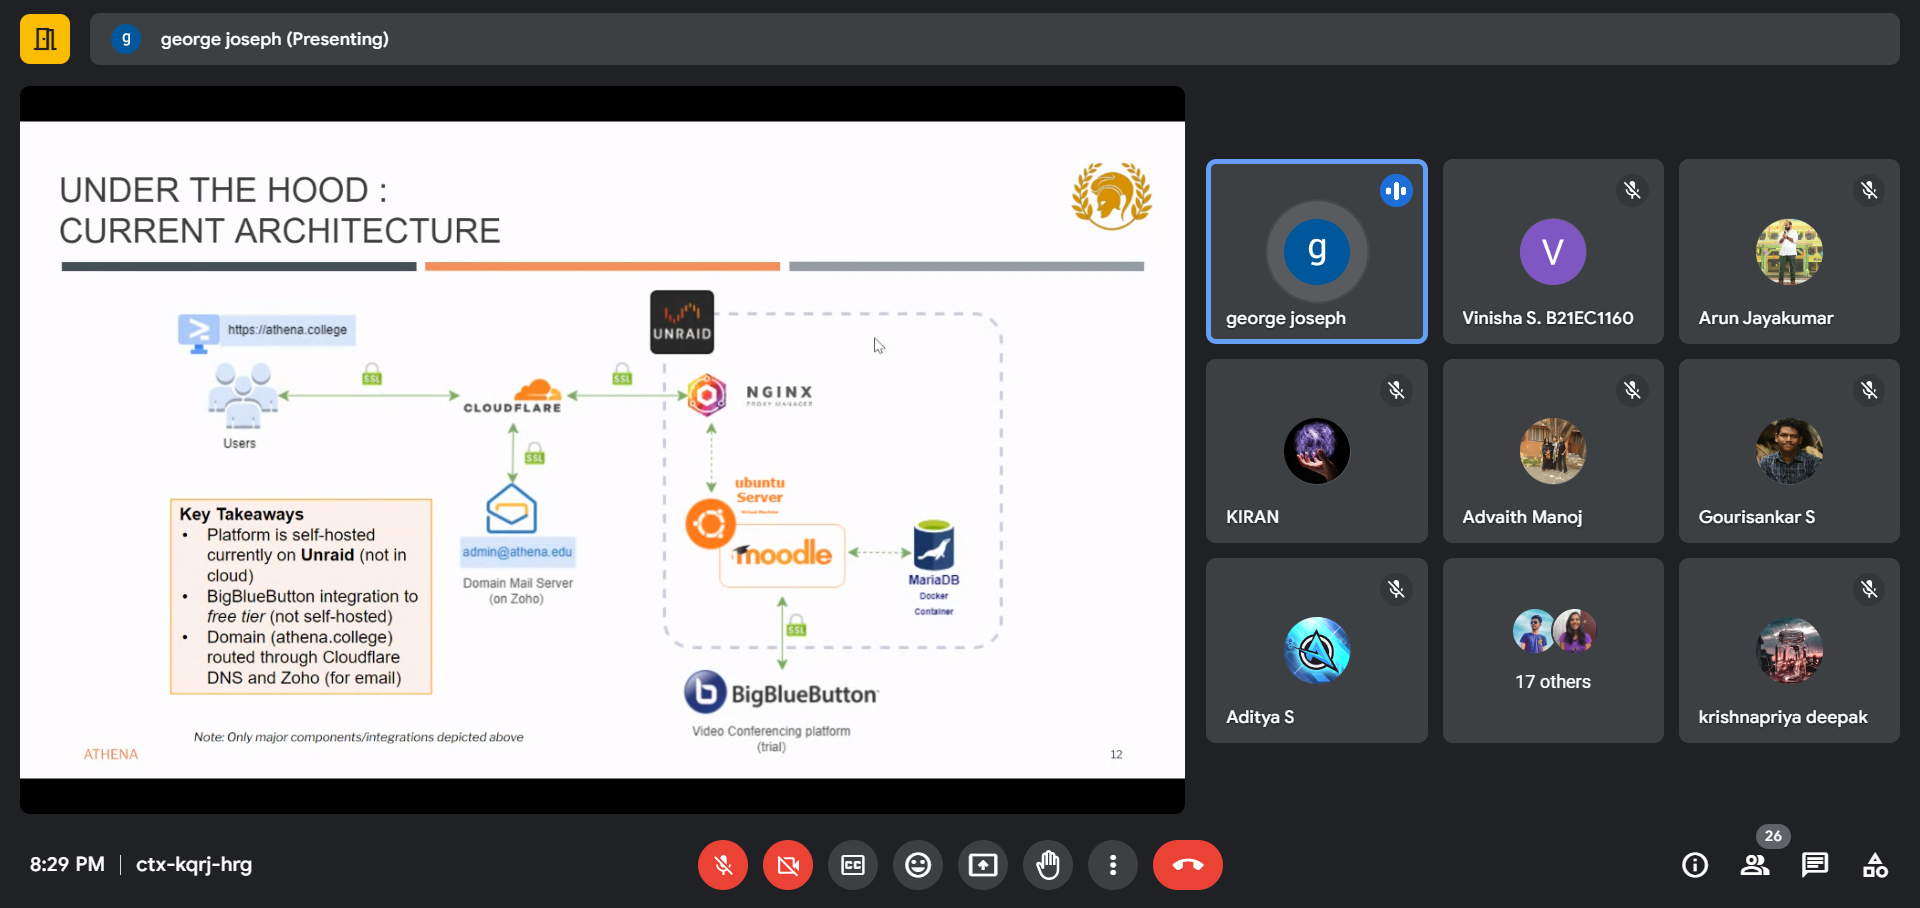 g george joseph (Presenting)
UNDER THE HOOD :
CURRENT ARCHITECTURE
https://athena.college
Users
SSL
CLOUDFLARE
SSL
SSL
admin@athena.edu
Domain Mail Server
(on Zoho)
UNRAID
NGINX
PROXY MANAGER
ubuntu
Server
Virtual Machine
moodle
MariaDB
Docker
Container
SSL
b BigBlueButton
Video Conferencing platform
(trial)
Key Takeaways
• Platform is self-hosted
currently on Unraid (not in
cloud)
• BigBlueButton integration to
free tier (not self-hosted)
• Domain (athena.college)
routed through Cloudflare
DNS and Zoho (for email)
Note: Only major components/integrations depicted above
ATHENA
12
g
george joseph
V
Vinisha S. B21EC1160
Arun Jayakumar
KIRAN
Advaith Manoj
Gourisankar S
Aditya S
17 others
krishnapriya deepak
8:29 PM | ctx-kqrj-hrg
CC
26